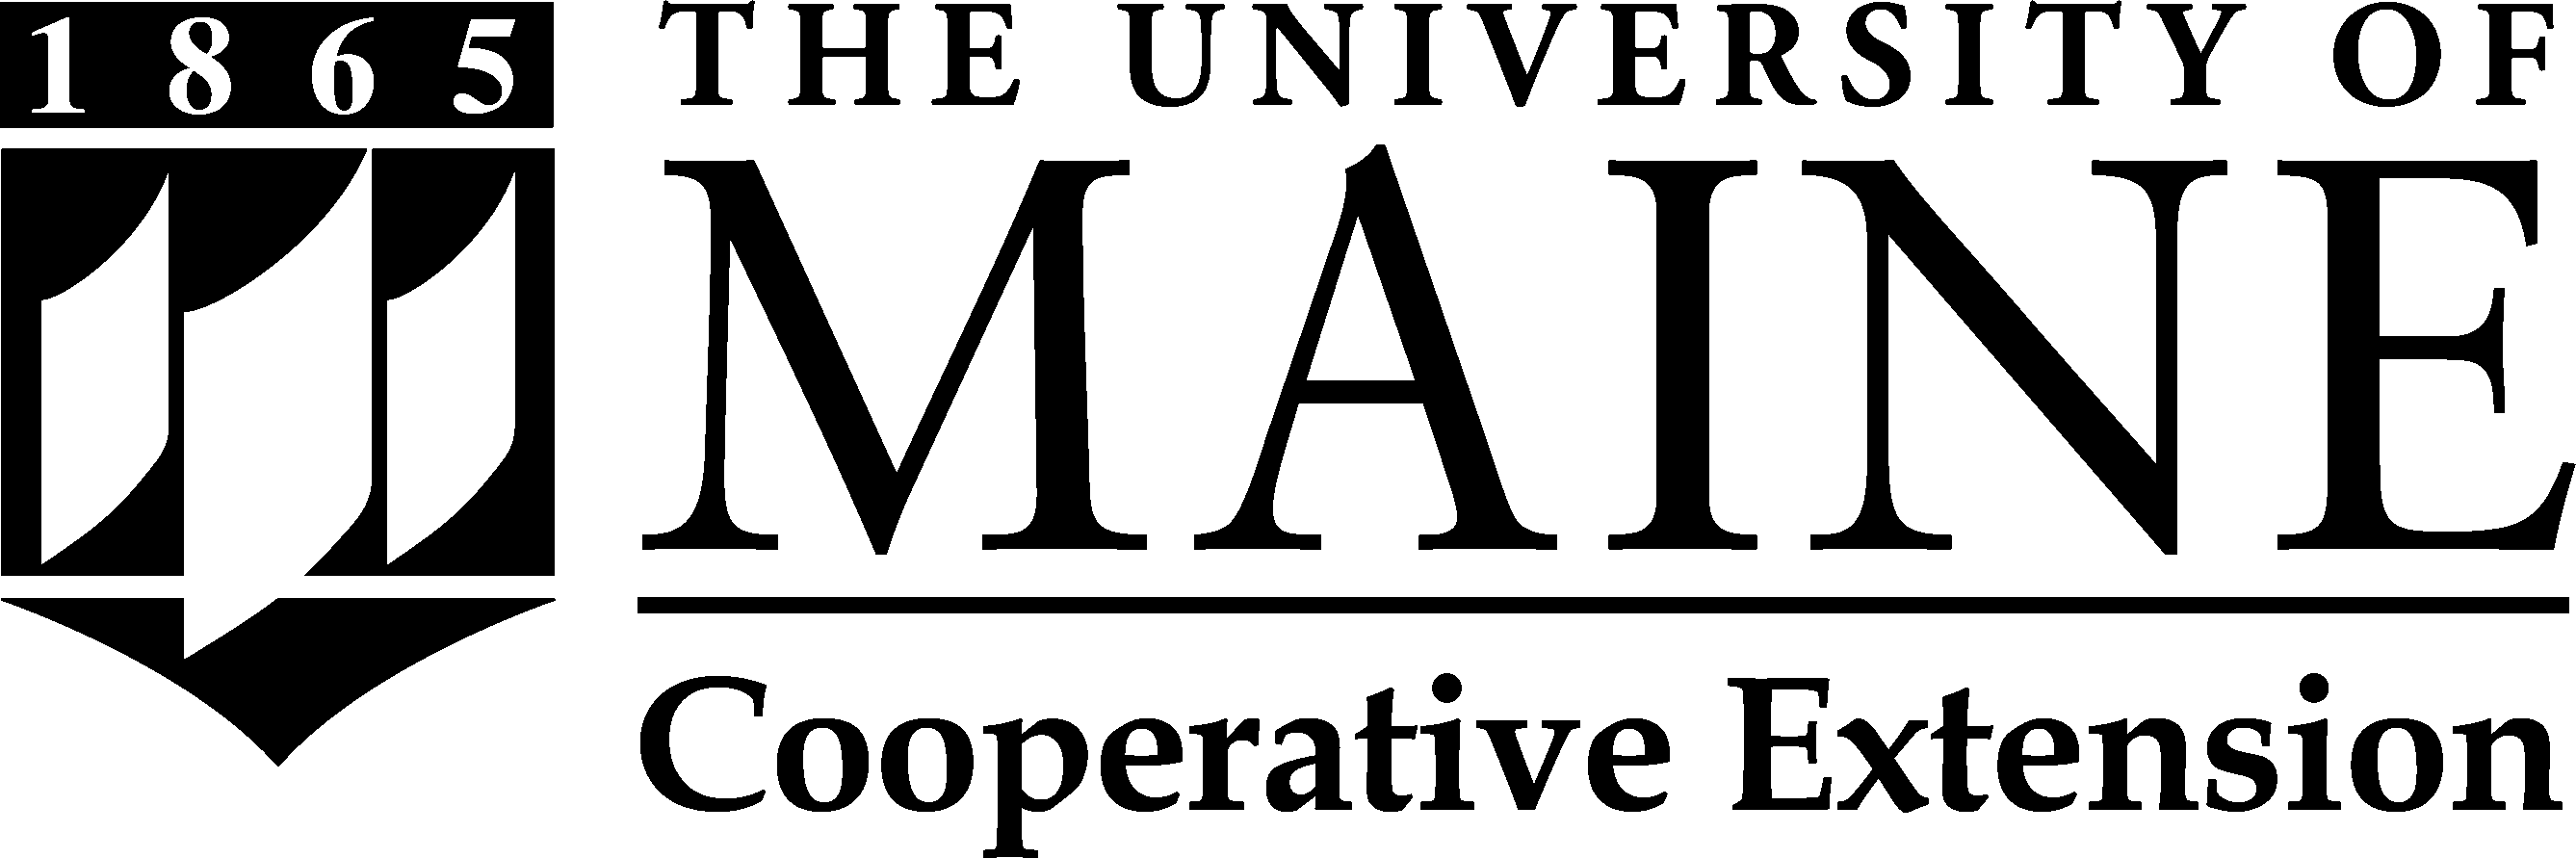 1865
THE UNIVERSITY OF
MAINE
Cooperative Extension